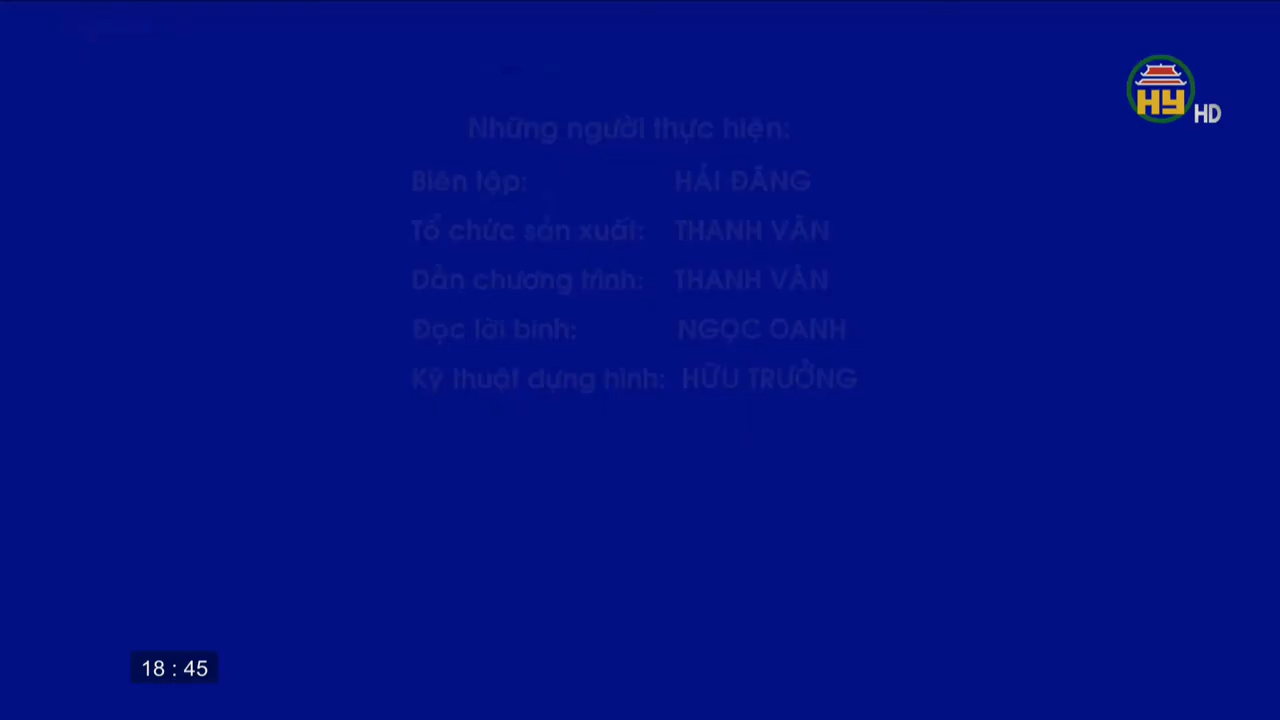 HY
HD
Những người thực hiện:
Biên tập: HẢI ĐĂNG
Tổ chức sản xuất: THANH VÂN
Dẫn chương trình: THANH VÂN
Đọc lời bình: NGỌC OANH
Kỹ thuật dựng hình: HỮU TRƯỞNG
18 : 45